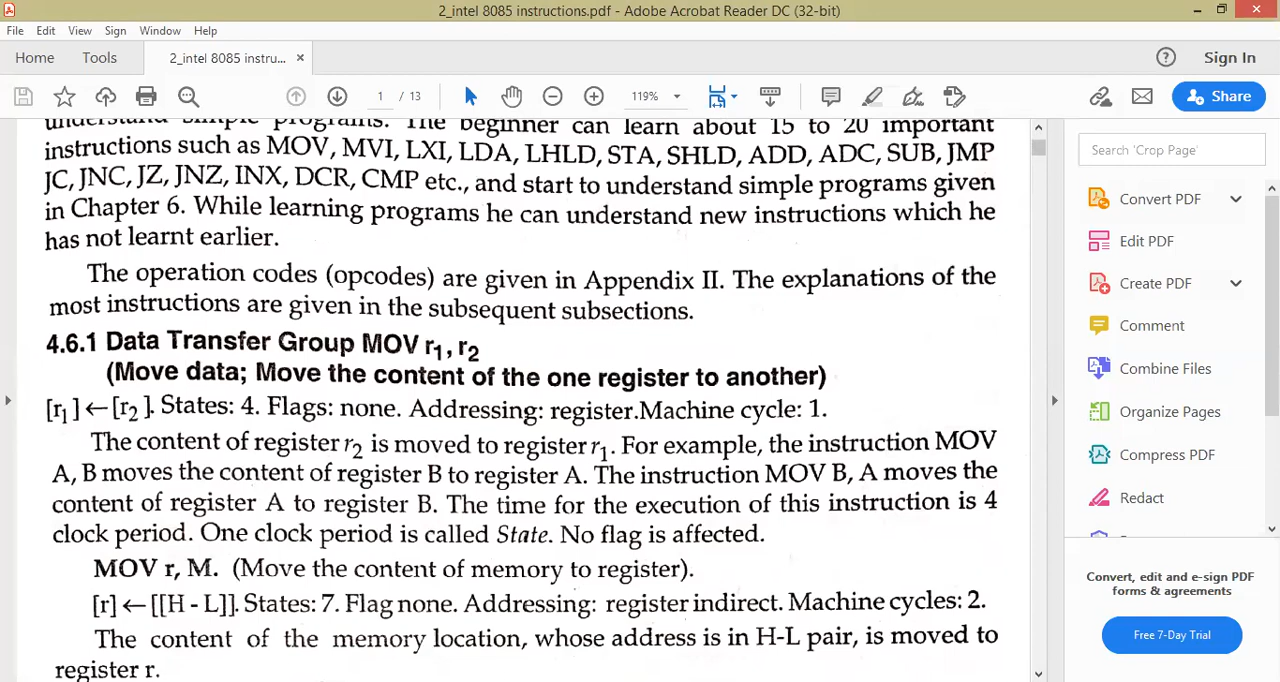 2_intel 8085 instructions.pdf - Adobe Acrobat Reader DC (32-bit)
File Edit View Sign Window Help
Home Tools 2_intel 8085 instru... × Sign In
1 / 13 119% Share
understand simple programs. The beginner can learn about 15 to 20 important
instructions such as MOV, MVI, LXI, LDA, LHLD, STA, SHLD, ADD, ADC, SUB, JMP
JC, JNC, JZ, JNZ, INX, DCR, CMP etc., and start to understand simple programs given
in Chapter 6. While learning programs he can understand new instructions which he
has not learnt earlier.
The operation codes (opcodes) are given in Appendix II. The explanations of the
most instructions are given in the subsequent subsections.
4.6.1 Data Transfer Group MOV r₁, r₂
(Move data; Move the content of the one register to another)
[r₁] ← [r₂]. States: 4. Flags: none. Addressing: register.Machine cycle: 1.
The content of register r₂ is moved to register r₁. For example, the instruction MOV
A, B moves the content of register B to register A. The instruction MOV B, A moves the
content of register A to register B. The time for the execution of this instruction is 4
clock period. One clock period is called State. No flag is affected.
MOV r, M. (Move the content of memory to register).
[r] ← [[H - L]]. States: 7. Flag none. Addressing: register indirect. Machine cycles: 2.
The content of the memory location, whose address is in H-L pair, is moved to
register r.
Search 'Crop Page'
Convert PDF
Edit PDF
Create PDF
Comment
Combine Files
Organize Pages
Compress PDF
Redact
Convert, edit and e-sign PDF
forms & agreements
Free 7-Day Trial